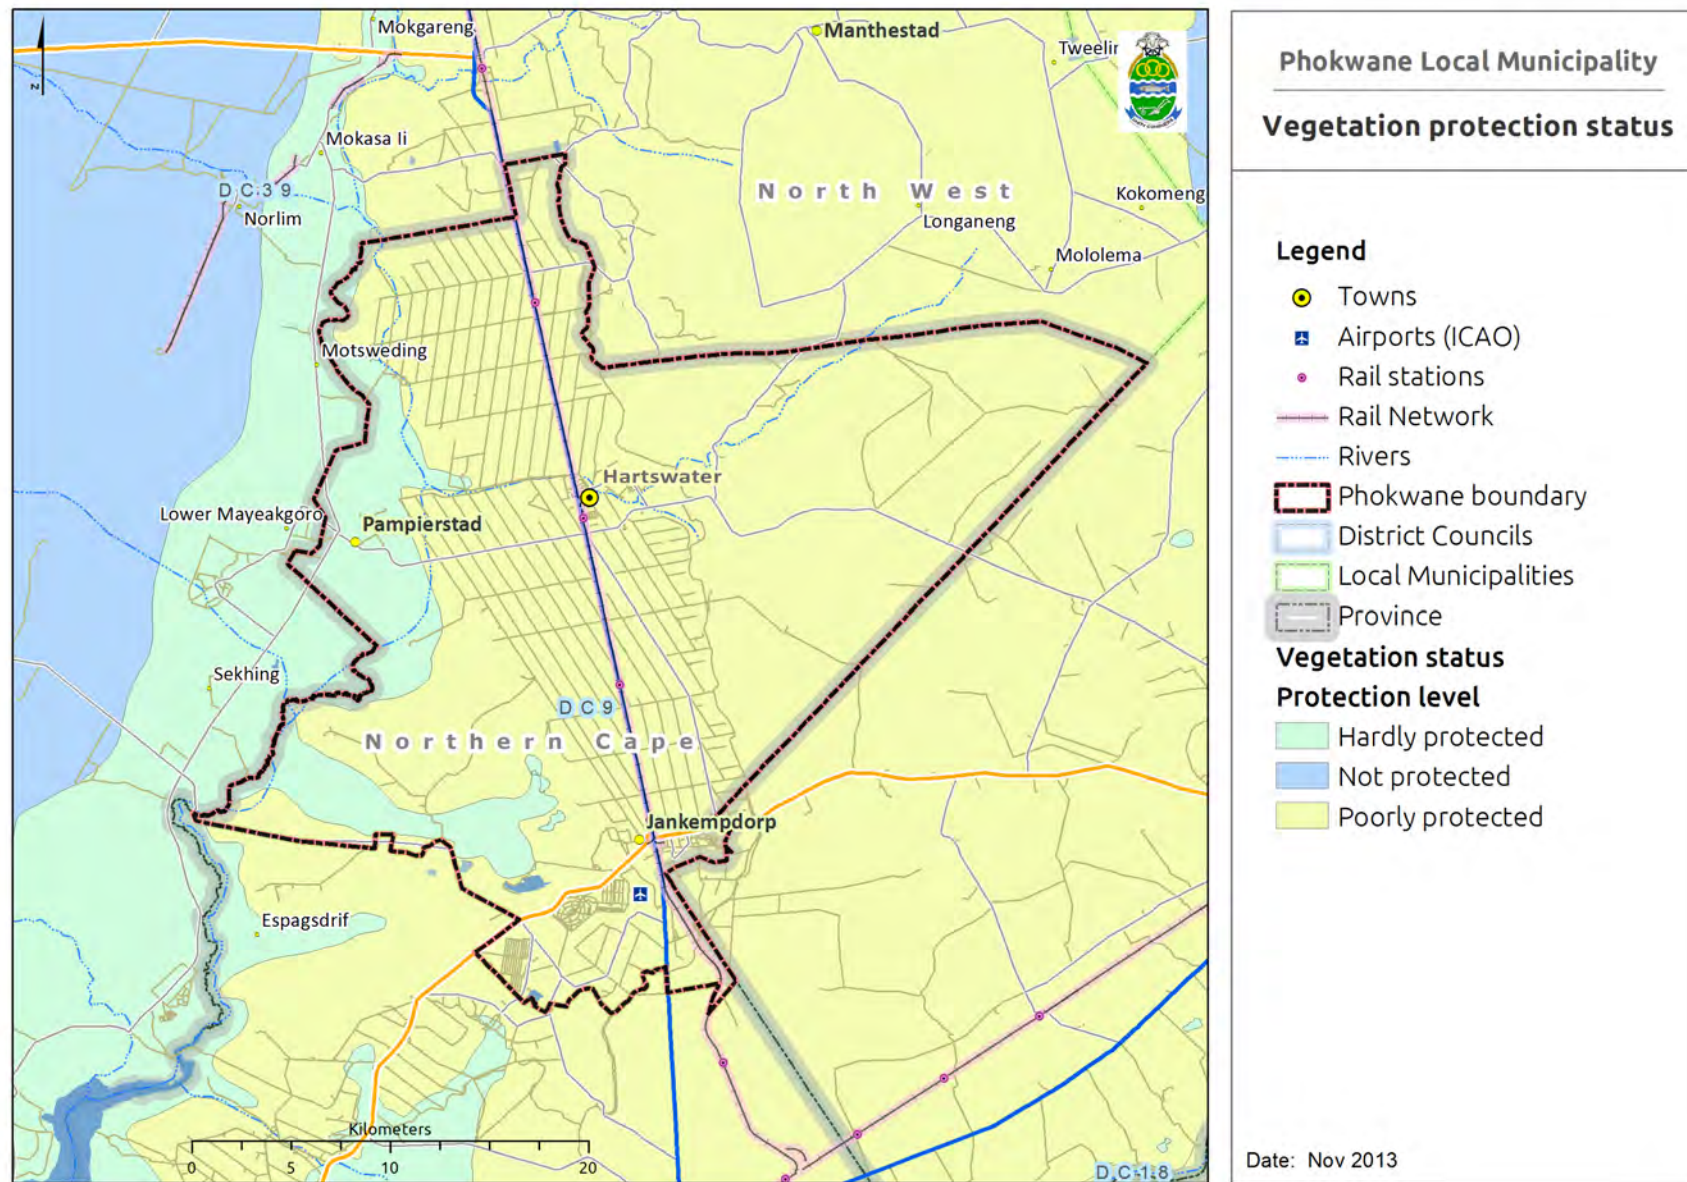 Mokgareng
Manthestad
Tweelin
N
Mokasa Ii
DC39
Norlim
North West
Kokomeng
Longaneng
Mololema
Motsweding
Hartswater
Lower Mayeakgoro
Pampierstad
Sekhing
DC9
Northern Cape
Jankempdorp
Espagsdrif
Kilometers
0 5 10 20
DC18
Phokwane Local Municipality
Vegetation protection status
Legend
Towns
Airports (ICAO)
Rail stations
Rail Network
Rivers
Phokwane boundary
District Councils
Local Municipalities
Province
Vegetation status
Protection level
Hardly protected
Not protected
Poorly protected
Date: Nov 2013